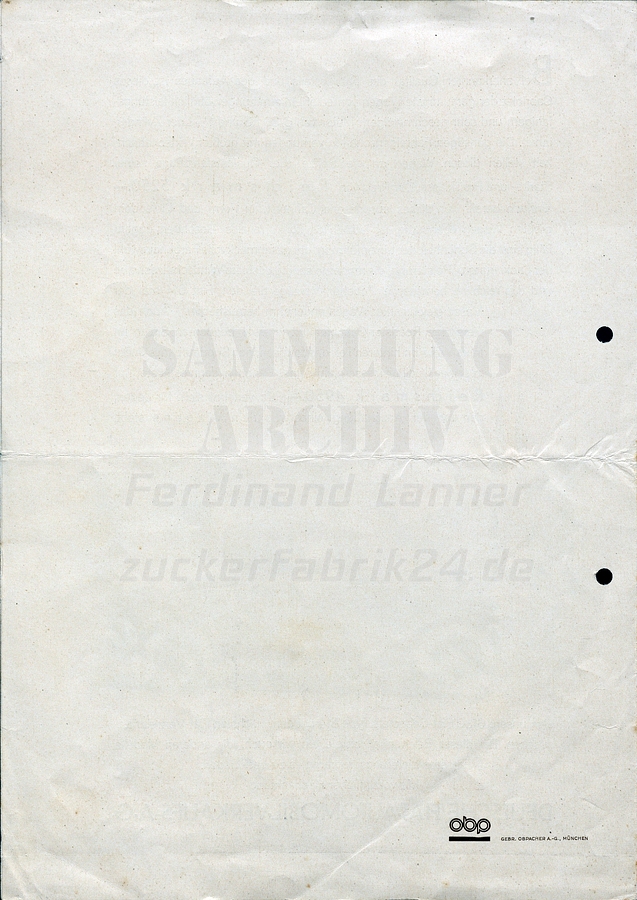 SAMMLUNG
ARCHIV
Ferdinand Lanner
zuckerfabrik24.de
obp
GEBR. OBPACHER A.-G., MÜNCHEN